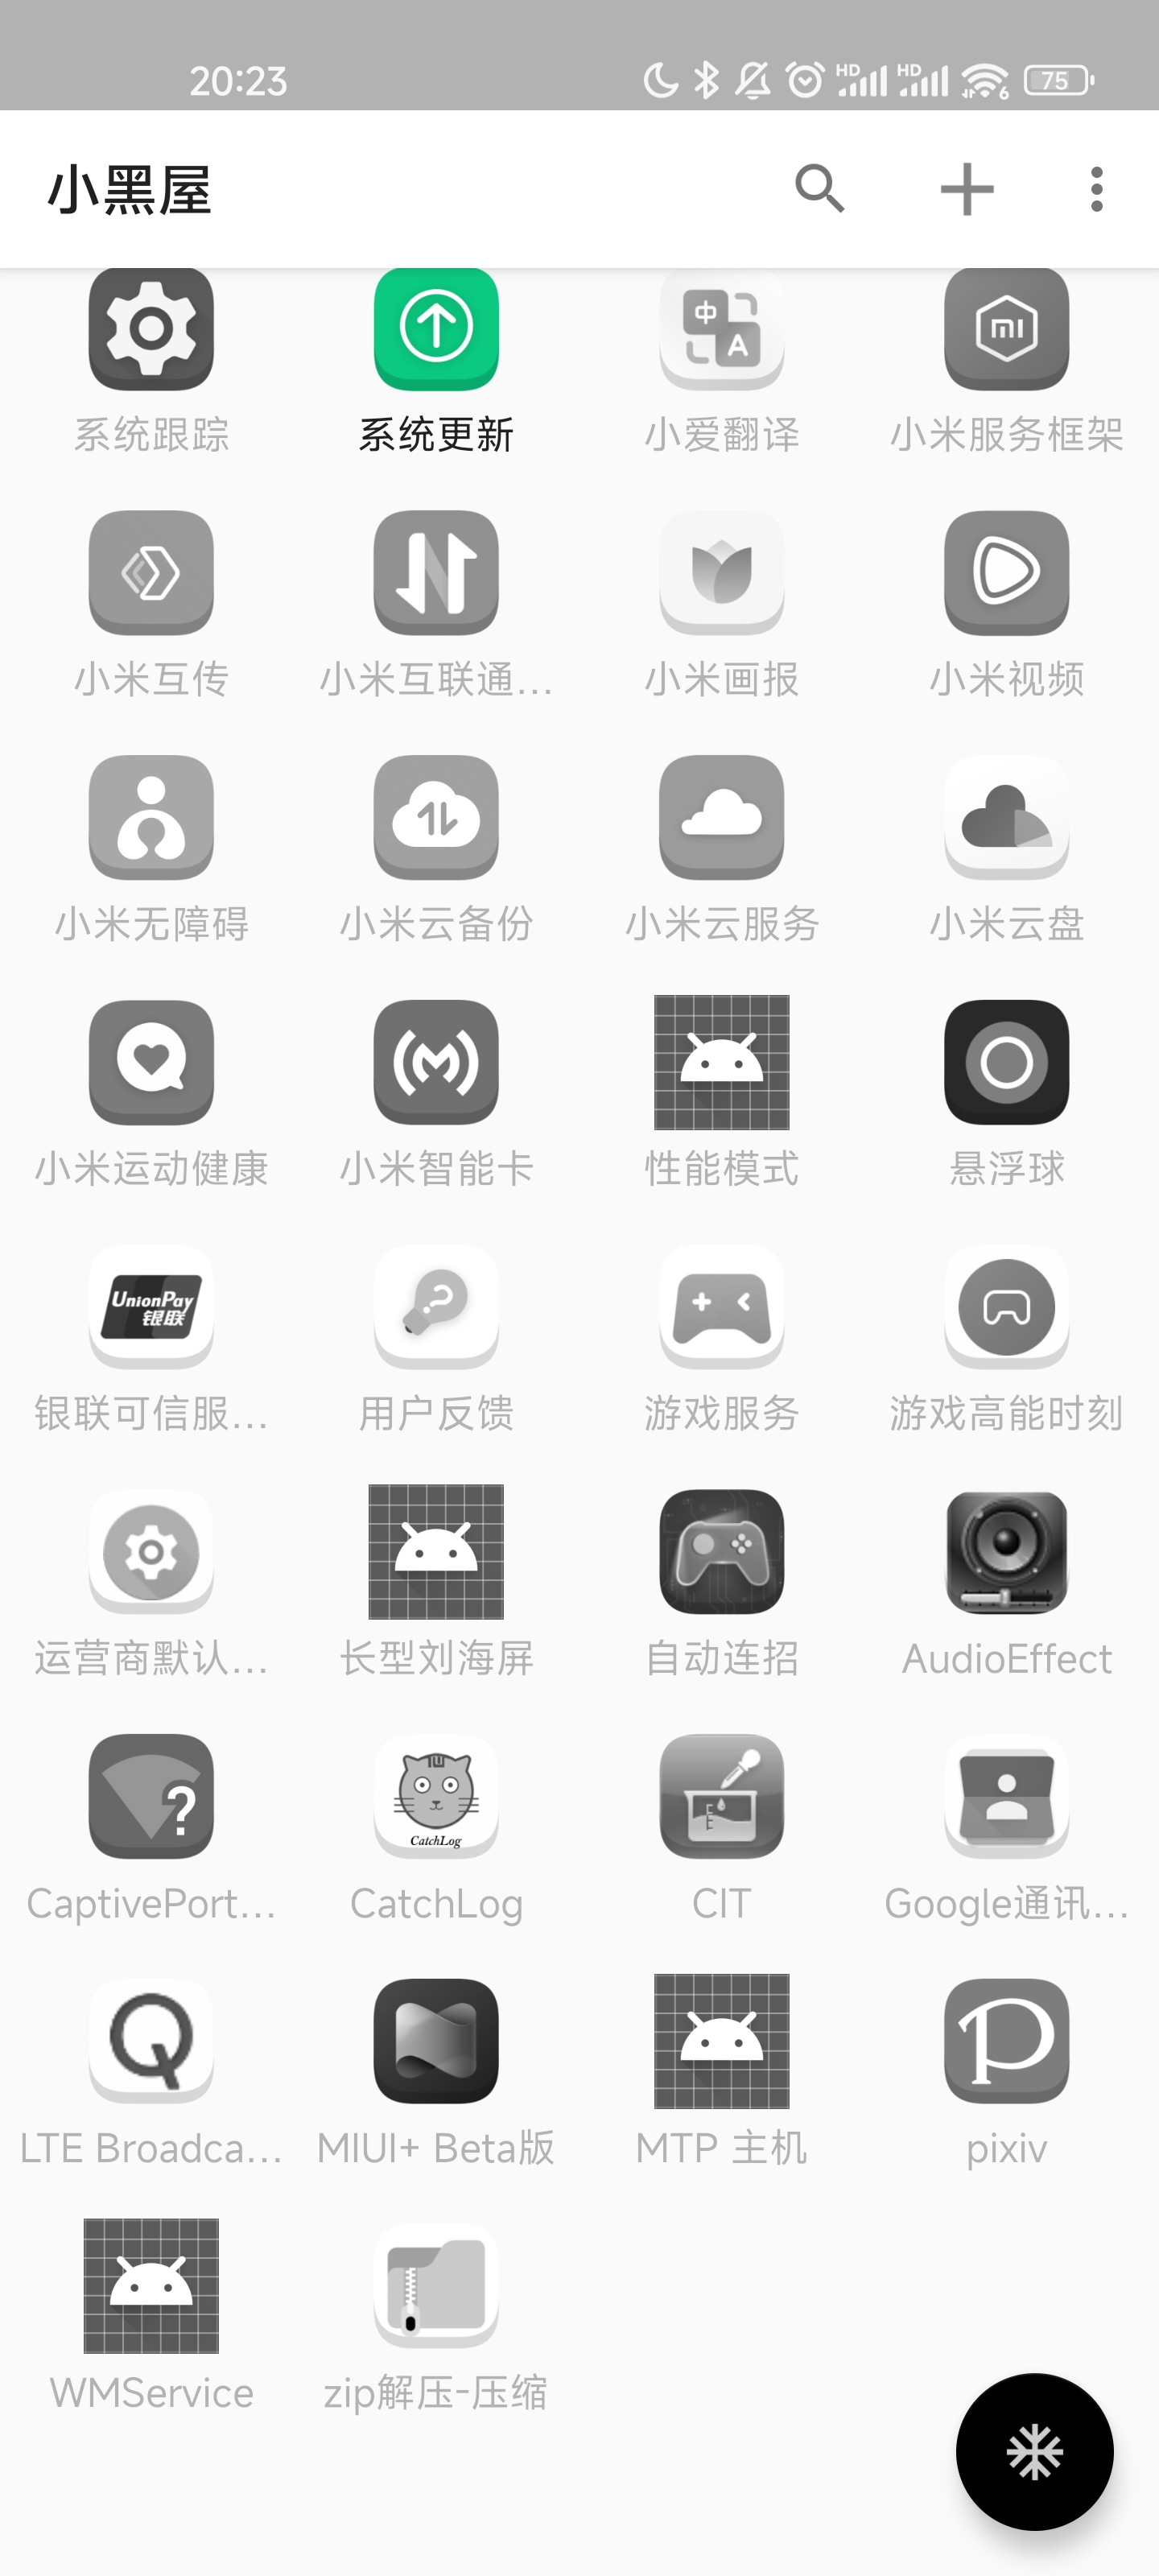 20:23
HD HD 6 75
小黑屋
中 A
mi
系统跟踪 系统更新 小爱翻译 小米服务框架
小米互传 小米互联通... 小米画报 小米视频
小米无障碍 小米云备份 小米云服务 小米云盘
小米运动健康 小米智能卡 性能模式 悬浮球
UnionPay
银联
银联可信服... 用户反馈 游戏服务 游戏高能时刻
运营商默认... 长型刘海屏 自动连招 AudioEffect
?
CatchLog
CaptivePort... CatchLog CIT Google通讯...
LTE Broadca... MIUI+ Beta版 MTP 主机 pixiv
WMService zip解压-压缩